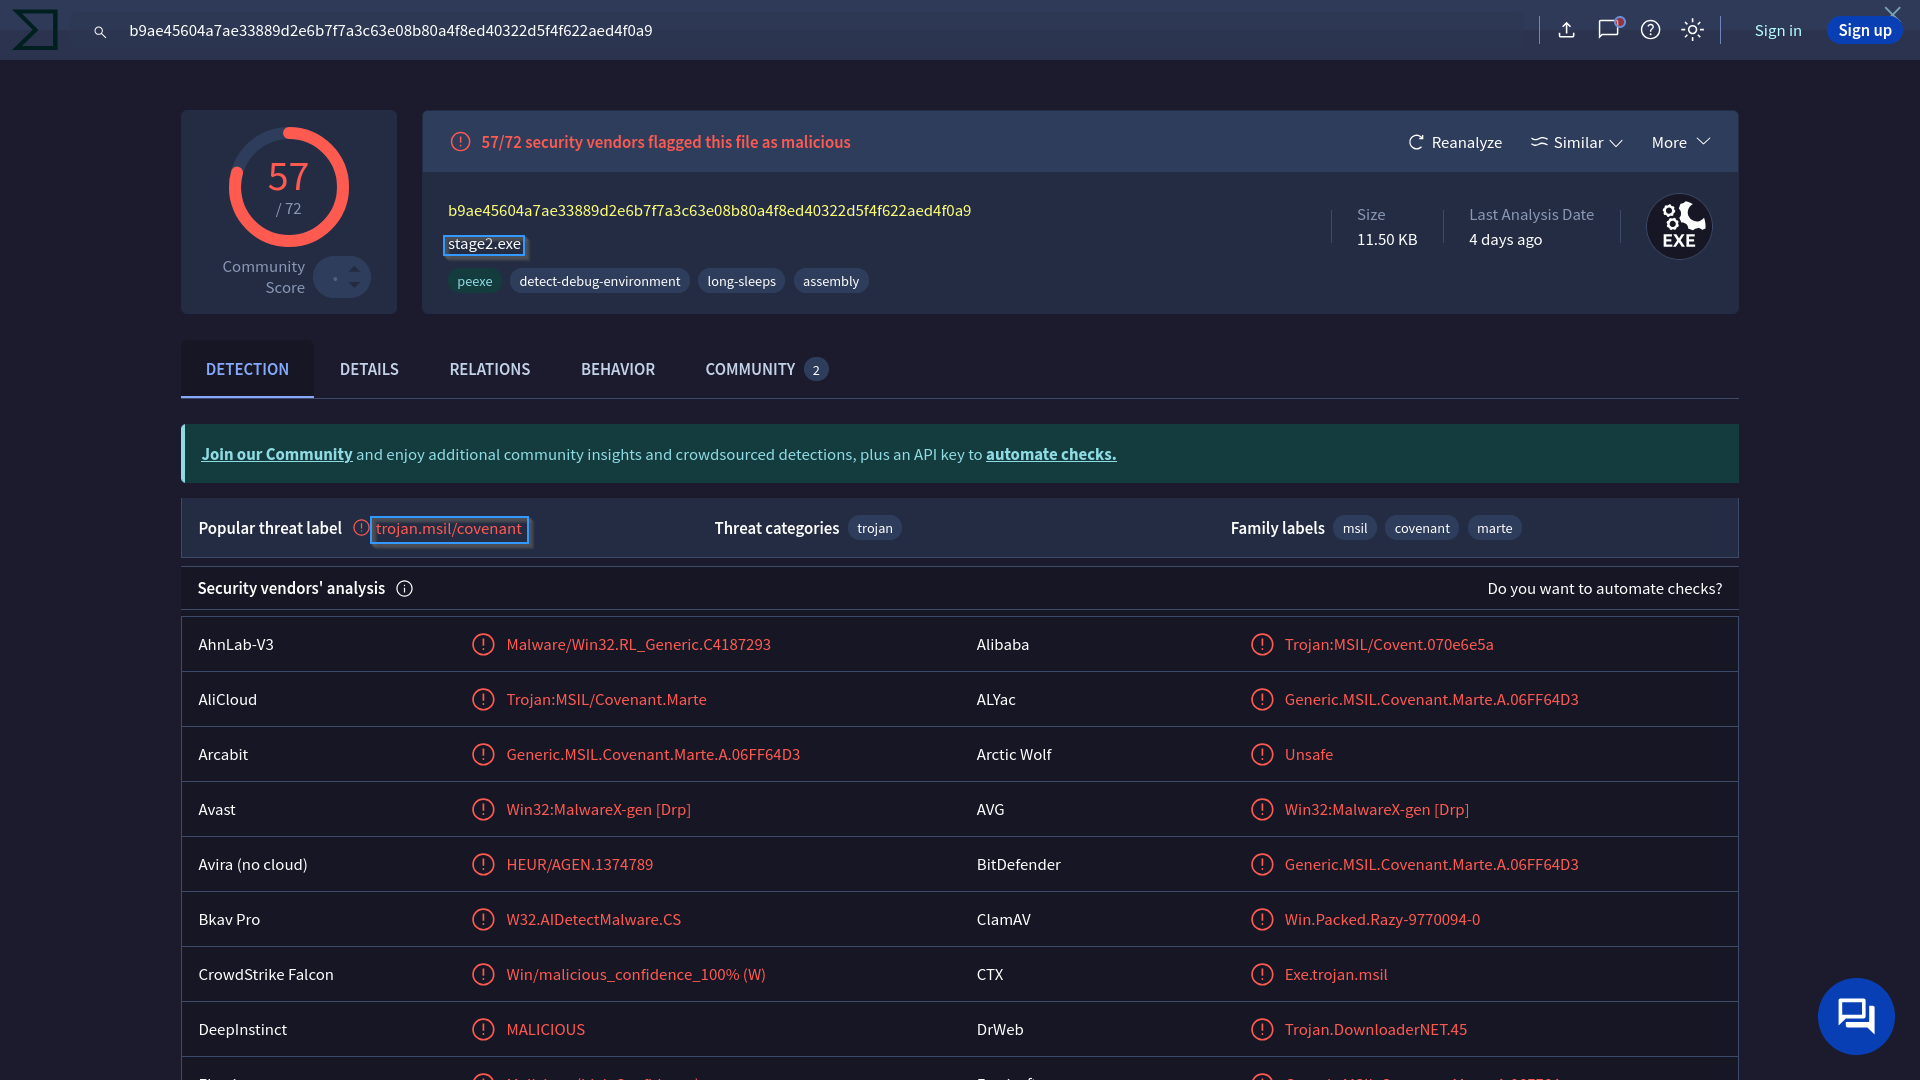 b9ae45604a7ae33889d2e6b7f7a3c63e08b80a4f8ed40322d5f4f622aed4f0a9
Sign in
Sign up
57
/ 72
Community
Score
57/72 security vendors flagged this file as malicious
Reanalyze
Similar
More
b9ae45604a7ae33889d2e6b7f7a3c63e08b80a4f8ed40322d5f4f622aed4f0a9
stage2.exe
peexe
detect-debug-environment
long-sleeps
assembly
Size
11.50 KB
Last Analysis Date
4 days ago
EXE
DETECTION
DETAILS
RELATIONS
BEHAVIOR
COMMUNITY
2
Join our Community and enjoy additional community insights and crowdsourced detections, plus an API key to automate checks.
Popular threat label
trojan.msil/covenant
Threat categories
trojan
Family labels
msil
covenant
marte
Security vendors' analysis
Do you want to automate checks?
AhnLab-V3
Malware/Win32.RL_Generic.C4187293
Alibaba
Trojan:MSIL/Covent.070e6e5a
AliCloud
Trojan:MSIL/Covenant.Marte
ALYac
Generic.MSIL.Covenant.Marte.A.06FF64D3
Arcabit
Generic.MSIL.Covenant.Marte.A.06FF64D3
Arctic Wolf
Unsafe
Avast
Win32:MalwareX-gen [Drp]
AVG
Win32:MalwareX-gen [Drp]
Avira (no cloud)
HEUR/AGEN.1374789
BitDefender
Generic.MSIL.Covenant.Marte.A.06FF64D3
Bkav Pro
W32.AIDetectMalware.CS
ClamAV
Win.Packed.Razy-9770094-0
CrowdStrike Falcon
Win/malicious_confidence_100% (W)
CTX
Exe.trojan.msil
DeepInstinct
MALICIOUS
DrWeb
Trojan.DownloaderNET.45